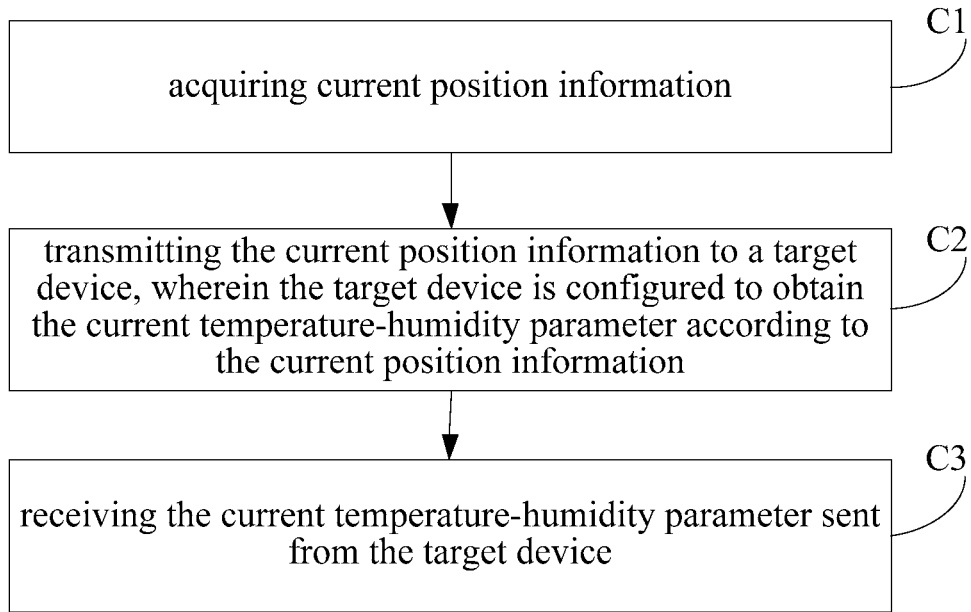 C1
acquiring current position information
C2
transmitting the current position information to a target
device, wherein the target device is configured to obtain
the current temperature-humidity parameter according to
the current position information
C3
receiving the current temperature-humidity parameter sent
from the target device